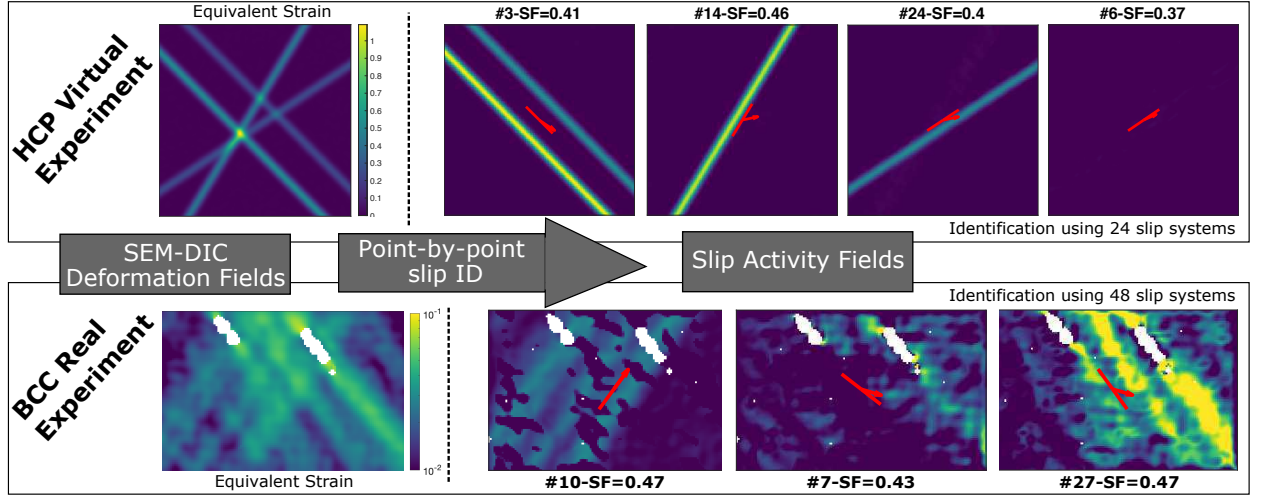 HCP Virtual
Experiment
Equivalent Strain
1
0.9
0.8
0.7
0.6
0.5
0.4
0.3
0.2
0.1
0
#3-SF=0.41
#14-SF=0.46
#24-SF=0.4
#6-SF=0.37
Identification using 24 slip systems
SEM-DIC
Deformation Fields
Point-by-point
slip ID
Slip Activity Fields
Identification using 48 slip systems
BCC Real
Experiment
10-1
10-2
Equivalent Strain
#10-SF=0.47
#7-SF=0.43
#27-SF=0.47